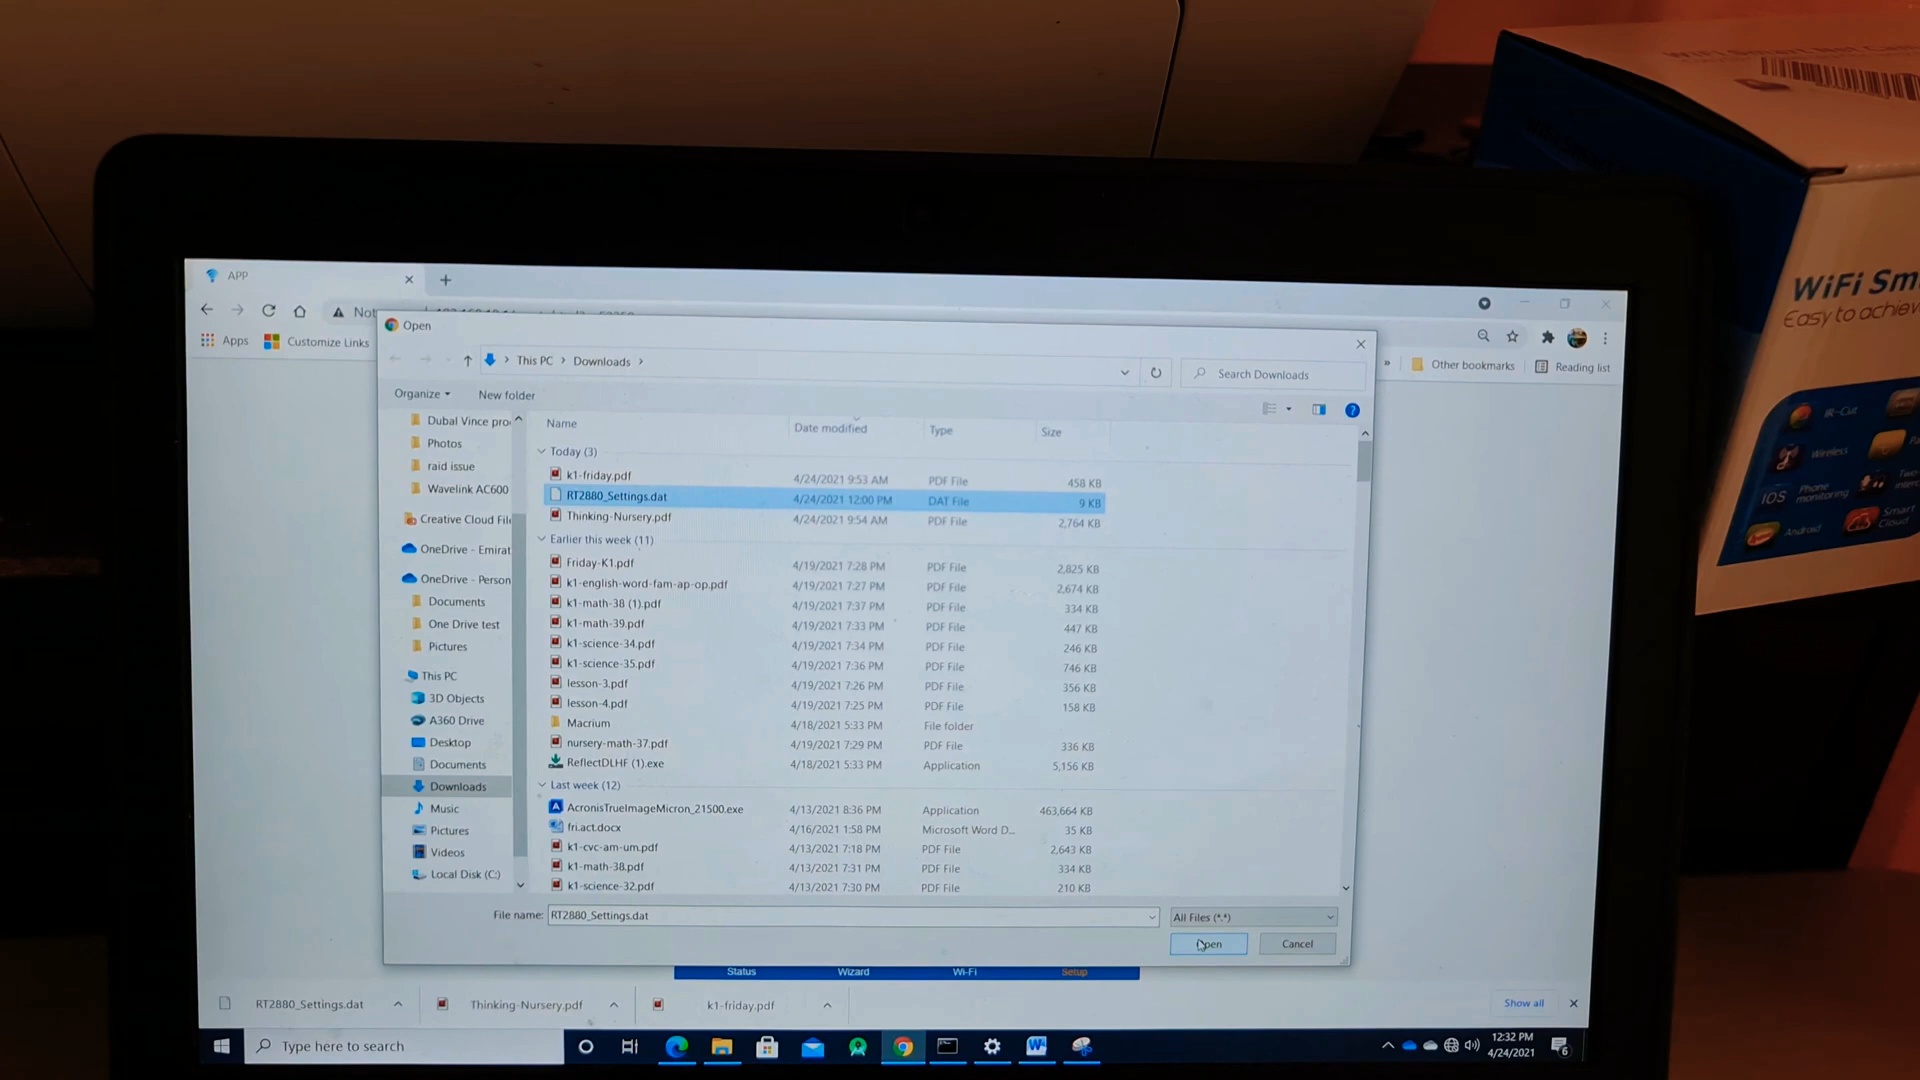 APP
Not
Apps
Customize Links
Other bookmarks
Reading list
Open
This PC
Downloads
Search Downloads
Organize
New folder
Name
Date modified
Type
Size
Dubal Vince pro
Photos
raid issue
Wavelink AC600
Creative Cloud Fil
OneDrive - Emirat
OneDrive - Person
Documents
One Drive test
Pictures
This PC
3D Objects
A360 Drive
Desktop
Documents
Downloads
Music
Pictures
Videos
Local Disk (C:)
Today (3)
k1-friday.pdf 4/24/2021 9:53 AM PDF File 458 KB
RT2880_Settings.dat 4/24/2021 12:00 PM DAT File 9 KB
Thinking-Nursery.pdf 4/24/2021 9:54 AM PDF File 2,764 KB
Earlier this week (11)
Friday-K1.pdf 4/19/2021 7:28 PM PDF File 2,825 KB
k1-english-word-fam-ap-op.pdf 4/19/2021 7:27 PM PDF File 2,674 KB
k1-math-38 (1).pdf 4/19/2021 7:37 PM PDF File 334 KB
k1-math-39.pdf 4/19/2021 7:33 PM PDF File 447 KB
k1-science-34.pdf 4/19/2021 7:34 PM PDF File 246 KB
k1-science-35.pdf 4/19/2021 7:36 PM PDF File 746 KB
lesson-3.pdf 4/19/2021 7:26 PM PDF File 356 KB
lesson-4.pdf 4/19/2021 7:25 PM PDF File 158 KB
Macrium 4/18/2021 5:33 PM File folder
nursery-math-37.pdf 4/19/2021 7:29 PM PDF File 336 KB
ReflectDLHF (1).exe 4/18/2021 5:33 PM Application 5,156 KB
Last week (12)
AcronisTrueImageMicron_21500.exe 4/13/2021 8:36 PM Application 463,664 KB
fri.act.docx 4/16/2021 1:58 PM Microsoft Word D... 35 KB
k1-cvc-am-um.pdf 4/13/2021 7:18 PM PDF File 2,643 KB
k1-math-38.pdf 4/13/2021 7:31 PM PDF File 334 KB
k1-science-32.pdf 4/13/2021 7:30 PM PDF File 210 KB
File name: RT2880_Settings.dat
All Files (*.*)
Open
Cancel
Status
Wizard
Wi-Fi
Setup
RT2880_Settings.dat
Thinking-Nursery.pdf
k1-friday.pdf
Show all
Type here to search
12:32 PM
4/24/2021
6
WiFi Sm
Easy to achiev
IR-Cut
Wireless
IOS
Phone
monitoring
Android
Smart
Cloud